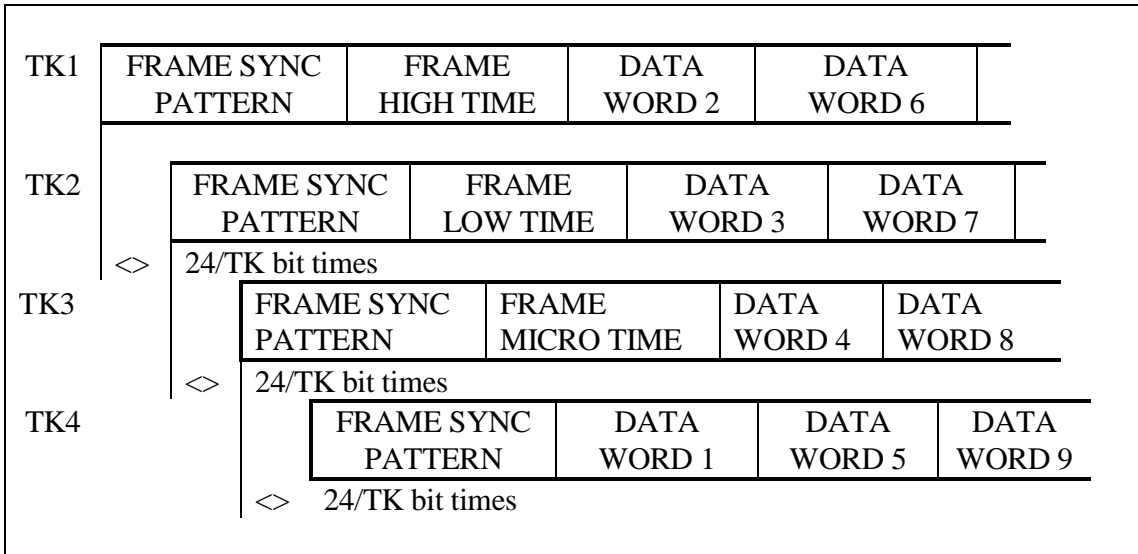 TK1 FRAME SYNC FRAME DATA DATA
PATTERN HIGH TIME WORD 2 WORD 6
TK2 FRAME SYNC FRAME DATA DATA
PATTERN LOW TIME WORD 3 WORD 7
<> 24/TK bit times
TK3 FRAME SYNC FRAME DATA DATA
PATTERN MICRO TIME WORD 4 WORD 8
<> 24/TK bit times
TK4 FRAME SYNC DATA DATA DATA
PATTERN WORD 1 WORD 5 WORD 9
<> 24/TK bit times